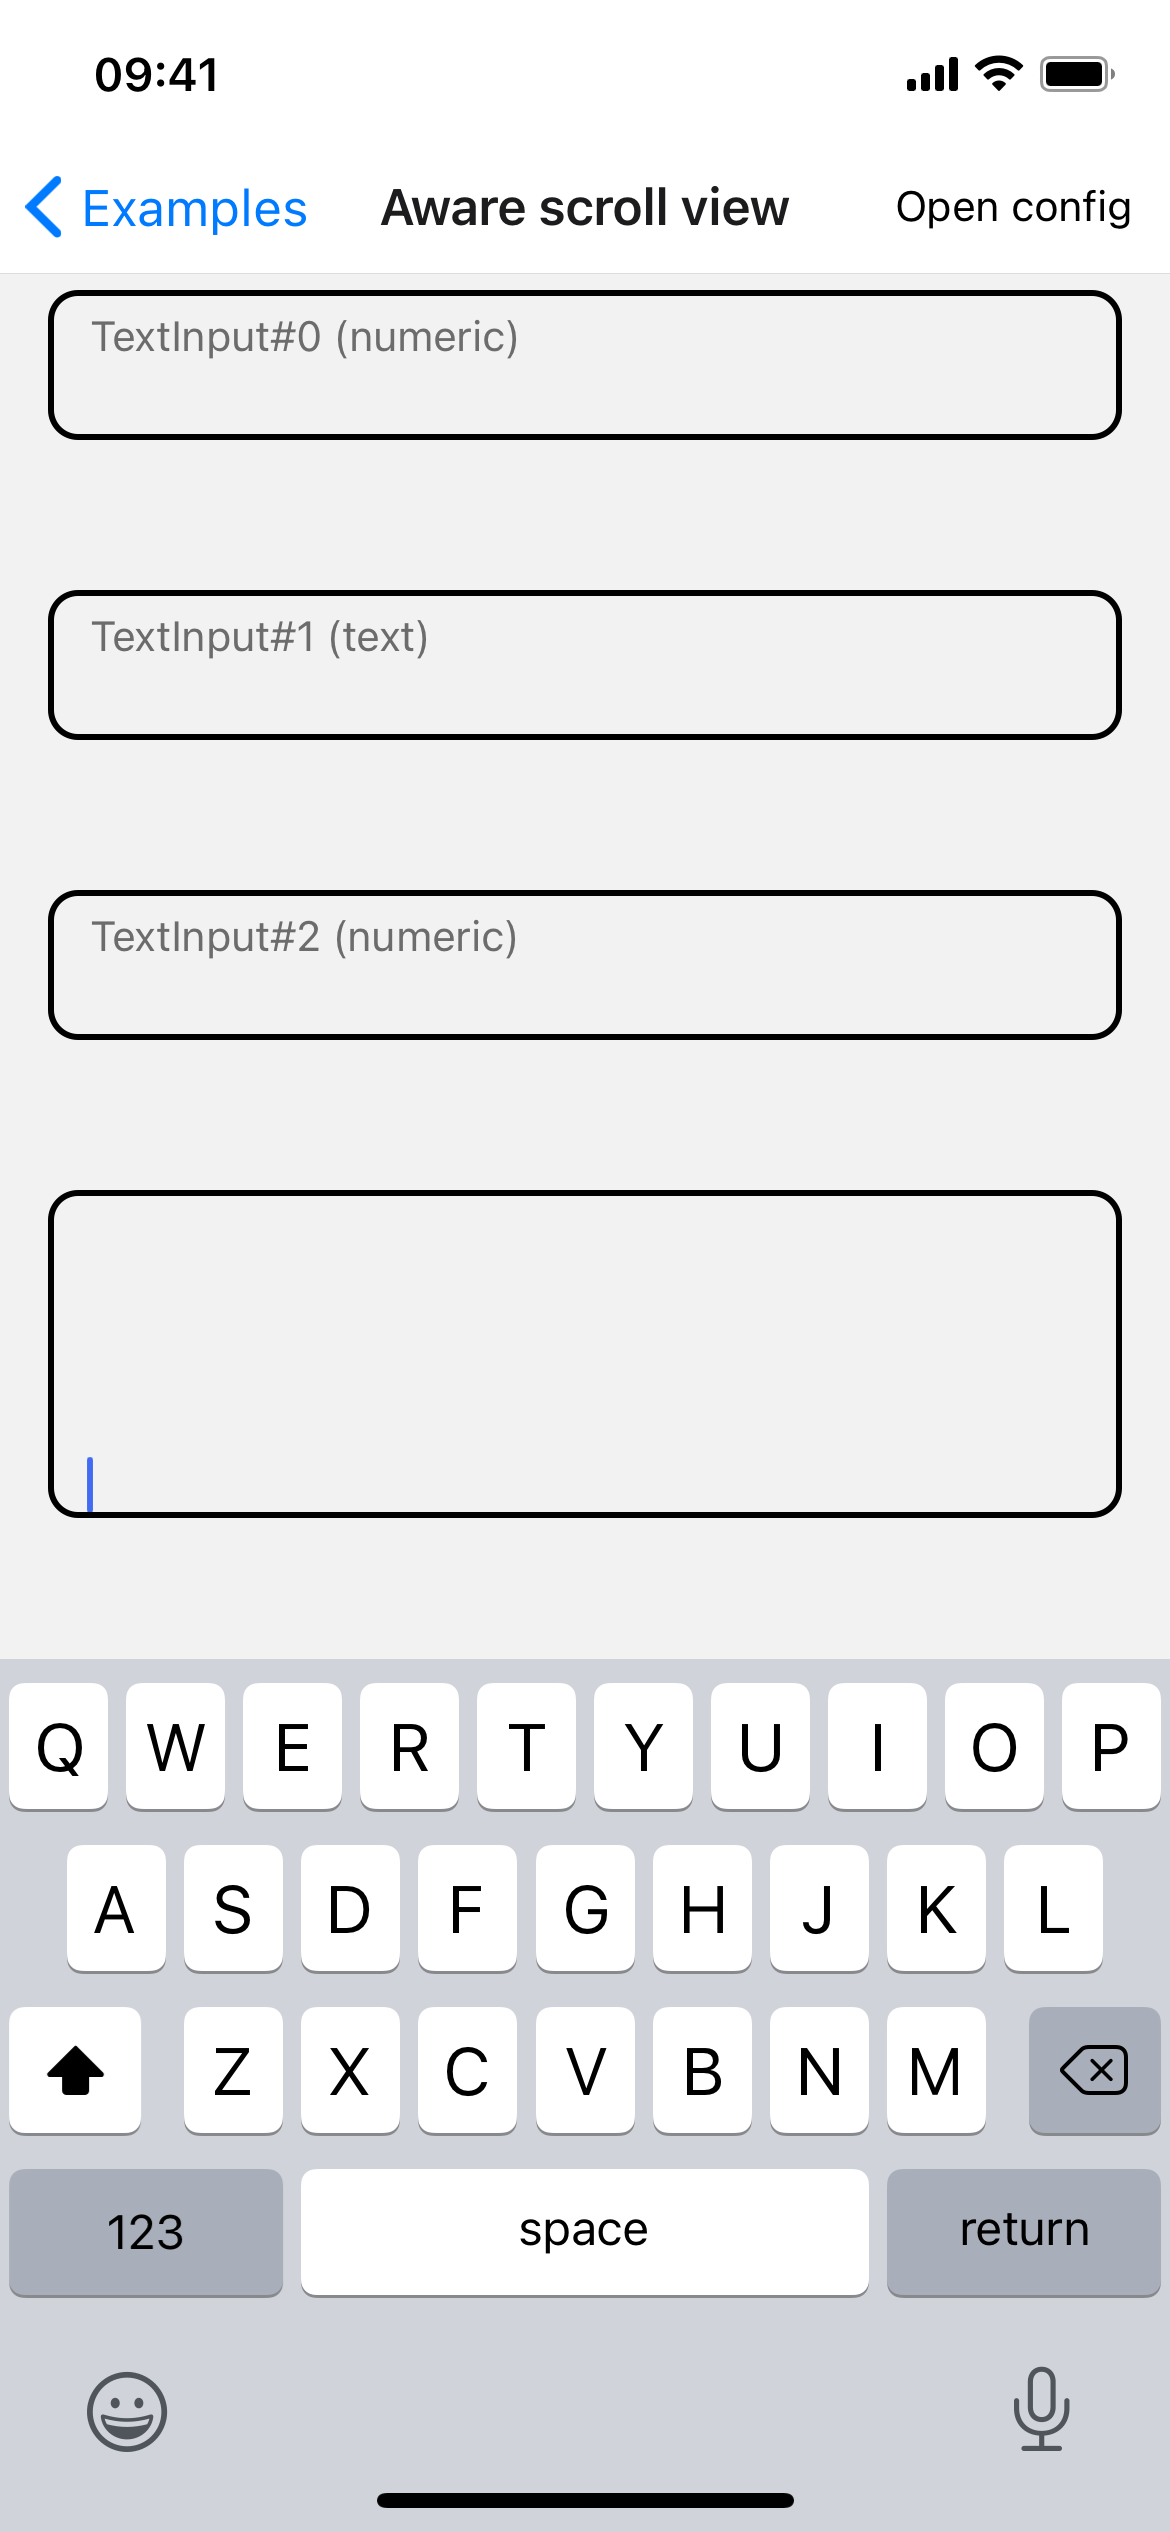 09:41
Examples Aware scroll view Open config
TextInput#0 (numeric)
TextInput#1 (text)
TextInput#2 (numeric)
Q W E R T Y U I O P
A S D F G H J K L
Z X C V B N M
123 space return